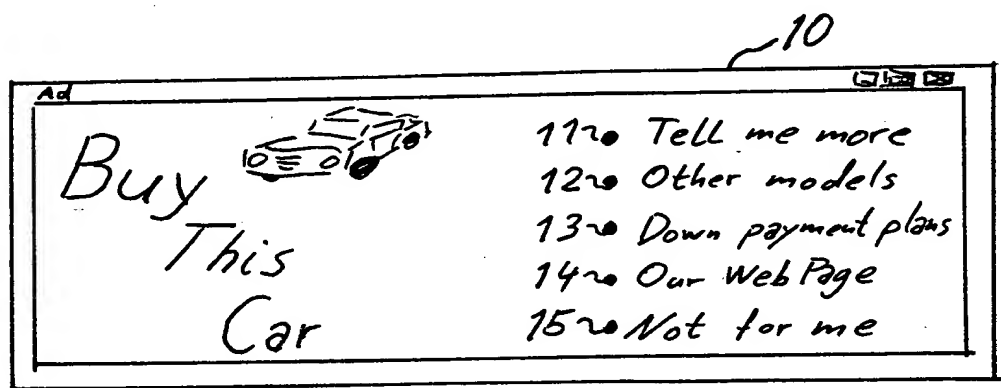 10
Ad
Buy
This
Car
11 Tell me more
12 Other models
13 Down payment plans
14 Our Web Page
15 Not for me